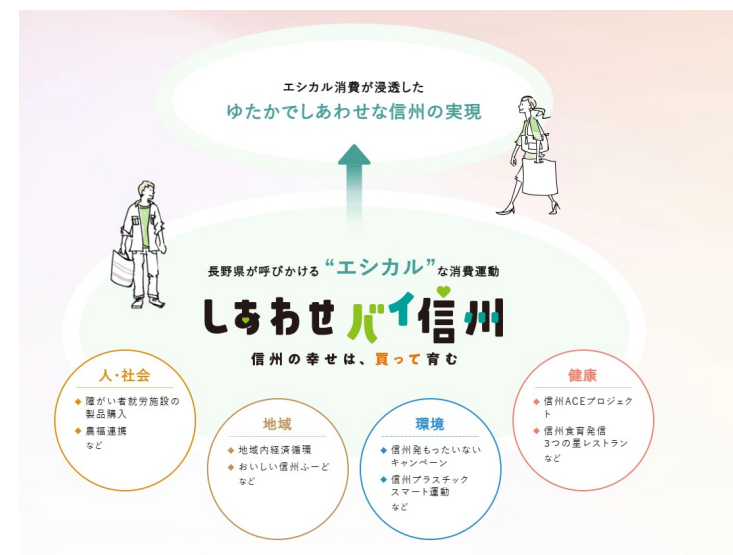 エシカル消費が浸透した
ゆたかでしあわせな信州の実現
長野県が呼びかける“エシカル”な消費運動
しあわせバイ信州
信州の幸せは、買って育む
人・社会
◆ 障がい者就労施設の
製品購入
◆ 農福連携
など
地域
◆ 地域内経済循環
◆ おいしい信州ふーど
など
環境
◆ 信州発もったいない
キャンペーン
◆ 信州プラスチック
スマート運動
など
健康
◆ 信州ACEプロジェク
ト
◆ 信州食育発信
3つの星レストラン
など